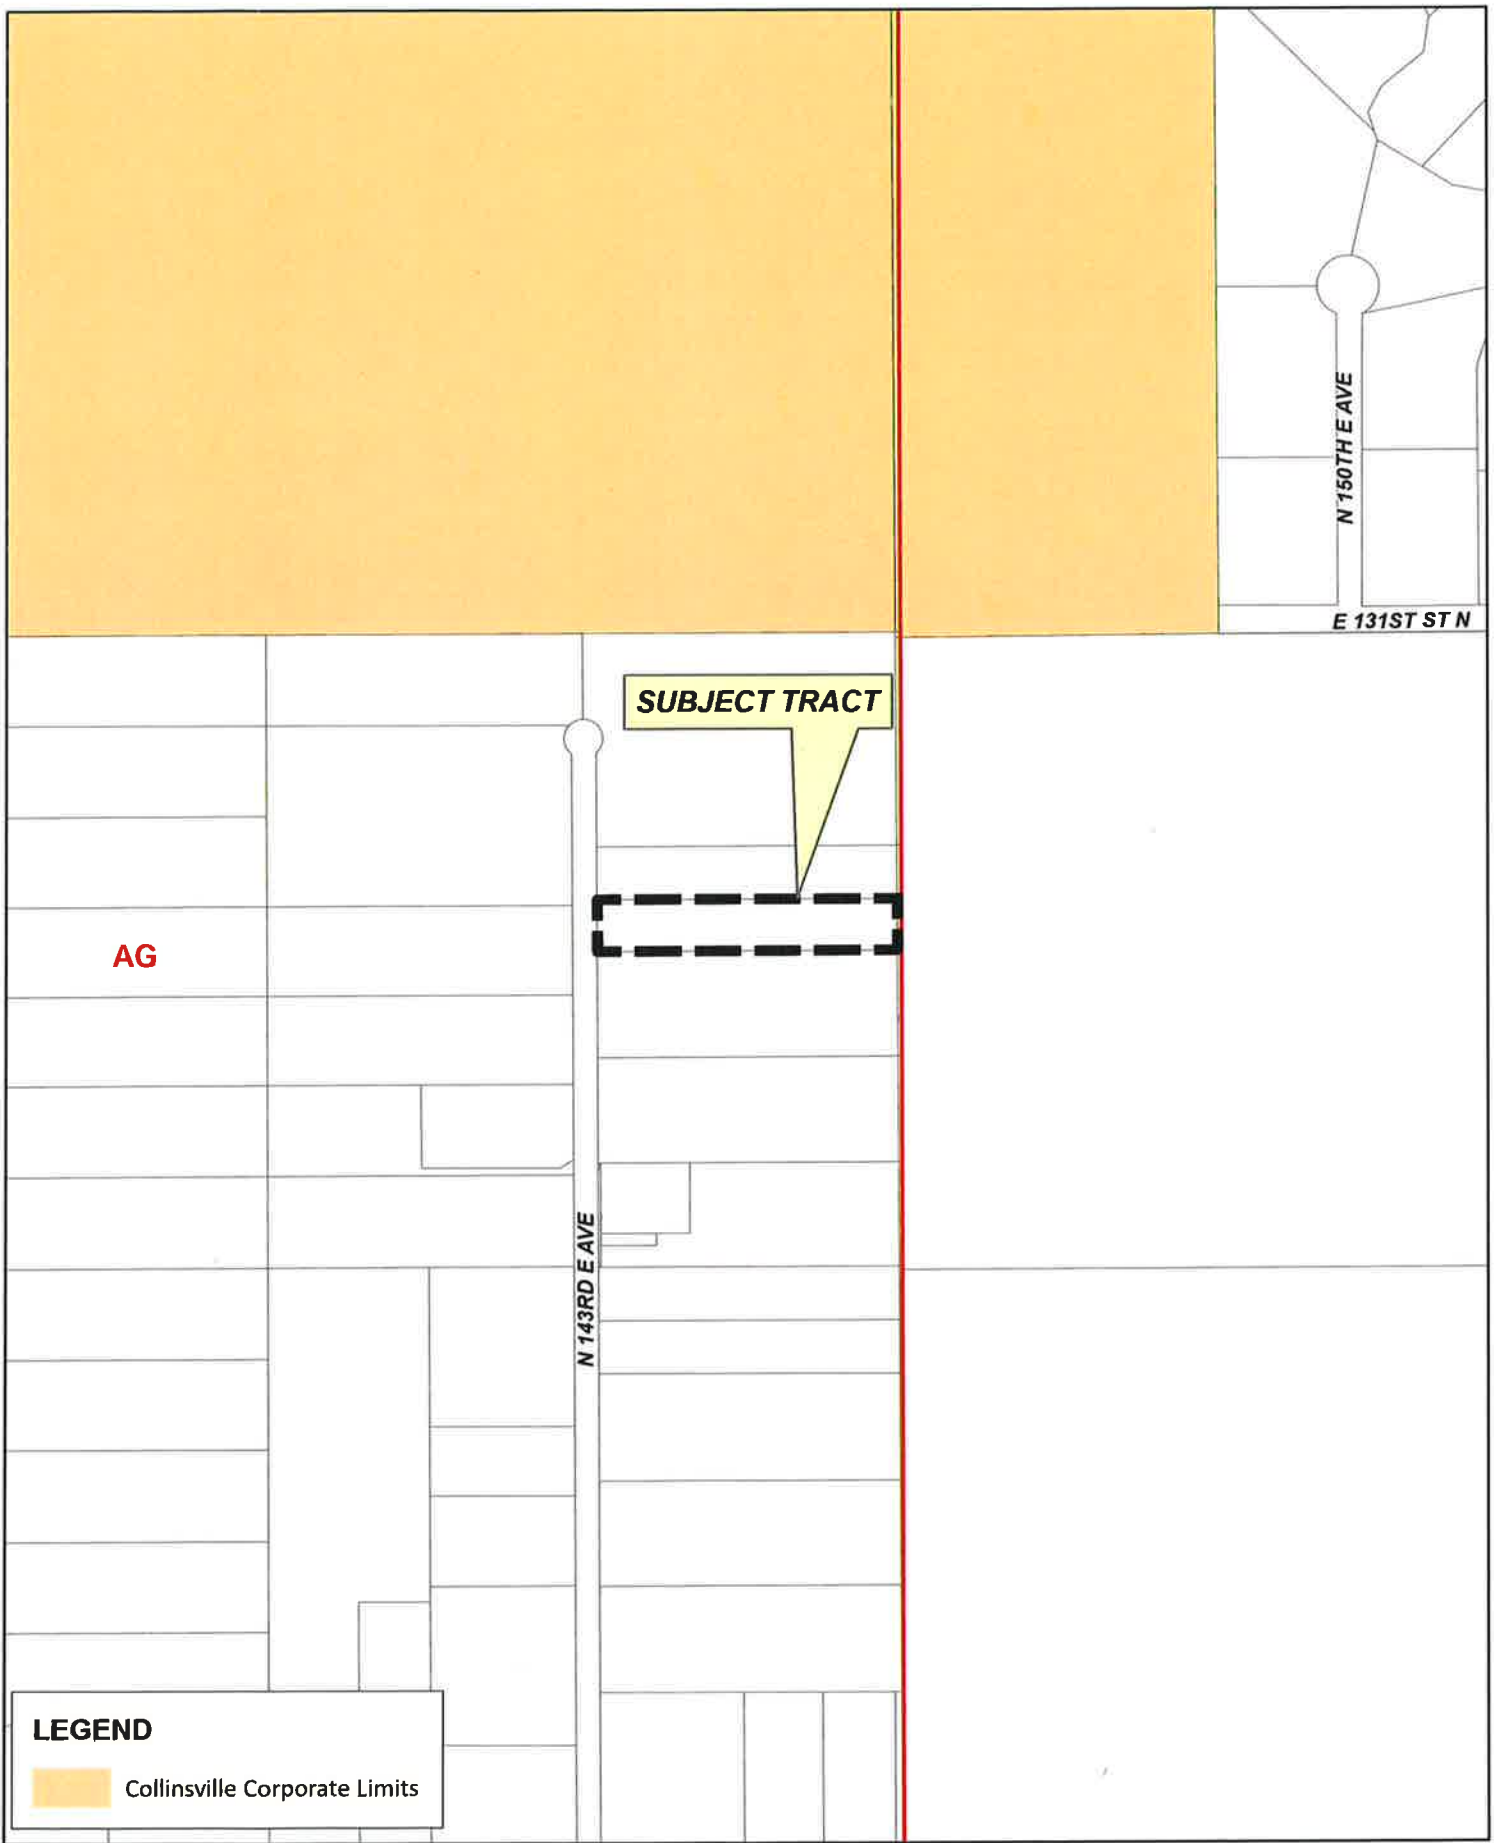 N 150TH E AVE
E 131ST ST N
SUBJECT TRACT
AG
N 143RD E AVE
LEGEND
Collinsville Corporate Limits